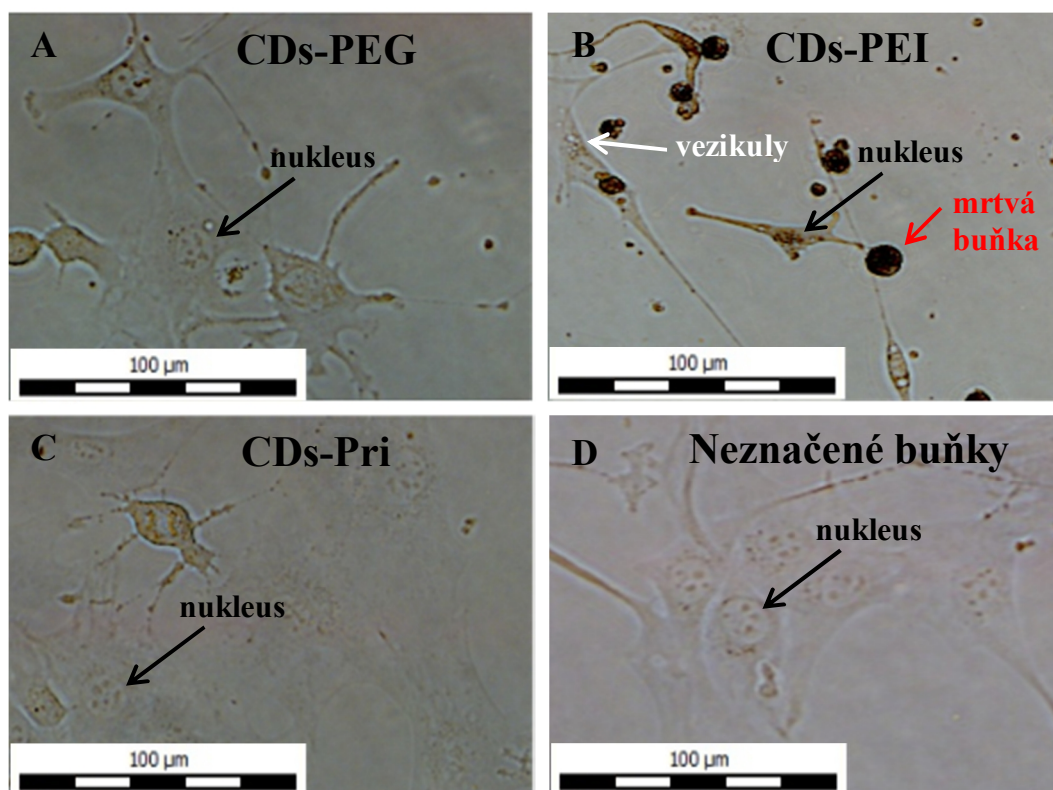 A
CDs-PEG
nukleus
100 µm
B
CDs-PEI
vezikuly
nukleus
mrtvá
buňka
100 µm
C
CDs-Pri
nukleus
100 µm
D
Neznačené buňky
nukleus
100 µm